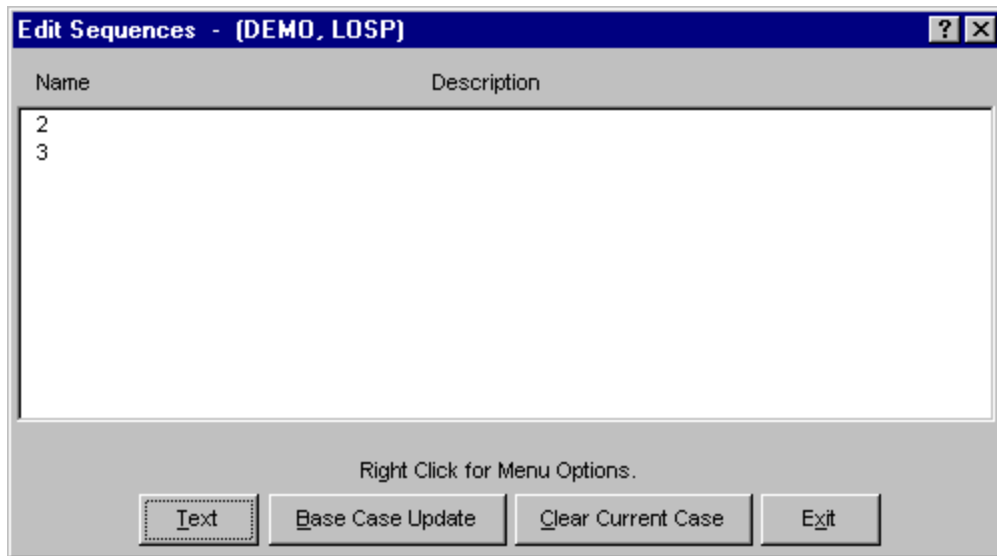 Edit Sequences - (DEMO, LOSP) ?
Name Description
2
3
Right Click for Menu Options.
Text Base Case Update Clear Current Case Exit